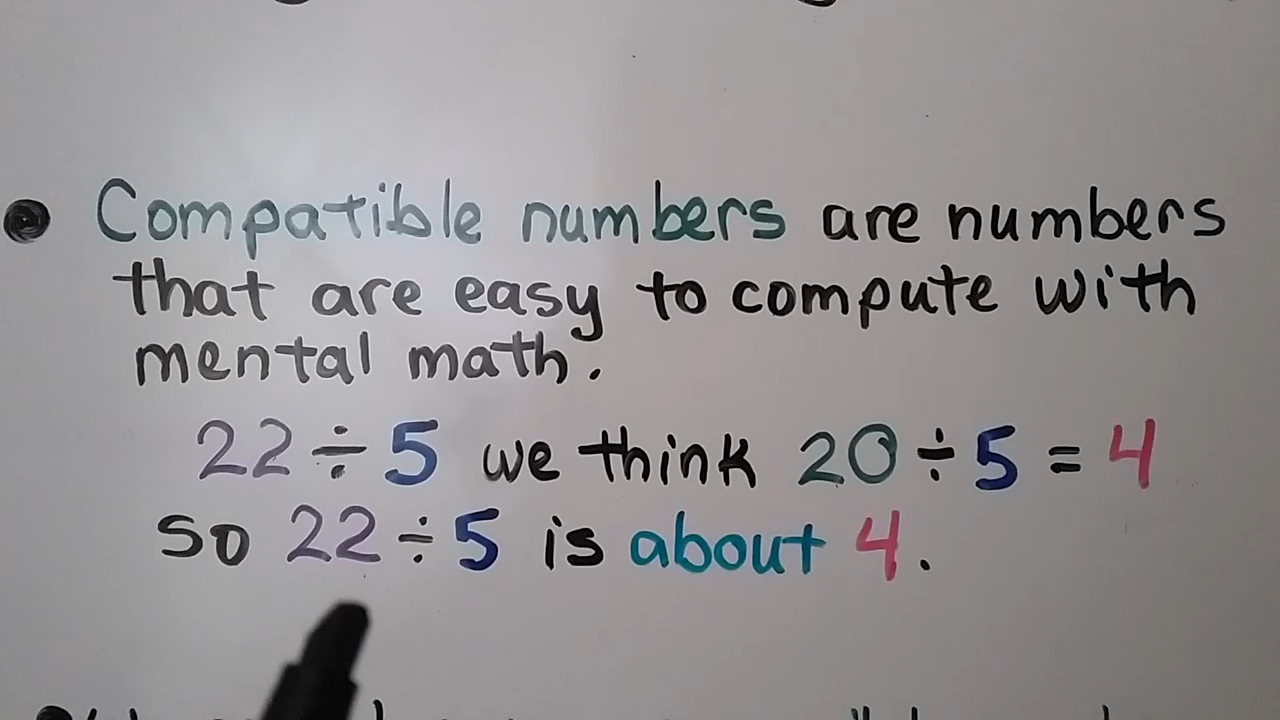 Compatible numbers are numbers
that are easy to compute with
mental math.
22 ÷ 5 we think 20 ÷ 5 = 4
so 22 ÷ 5 is about 4.